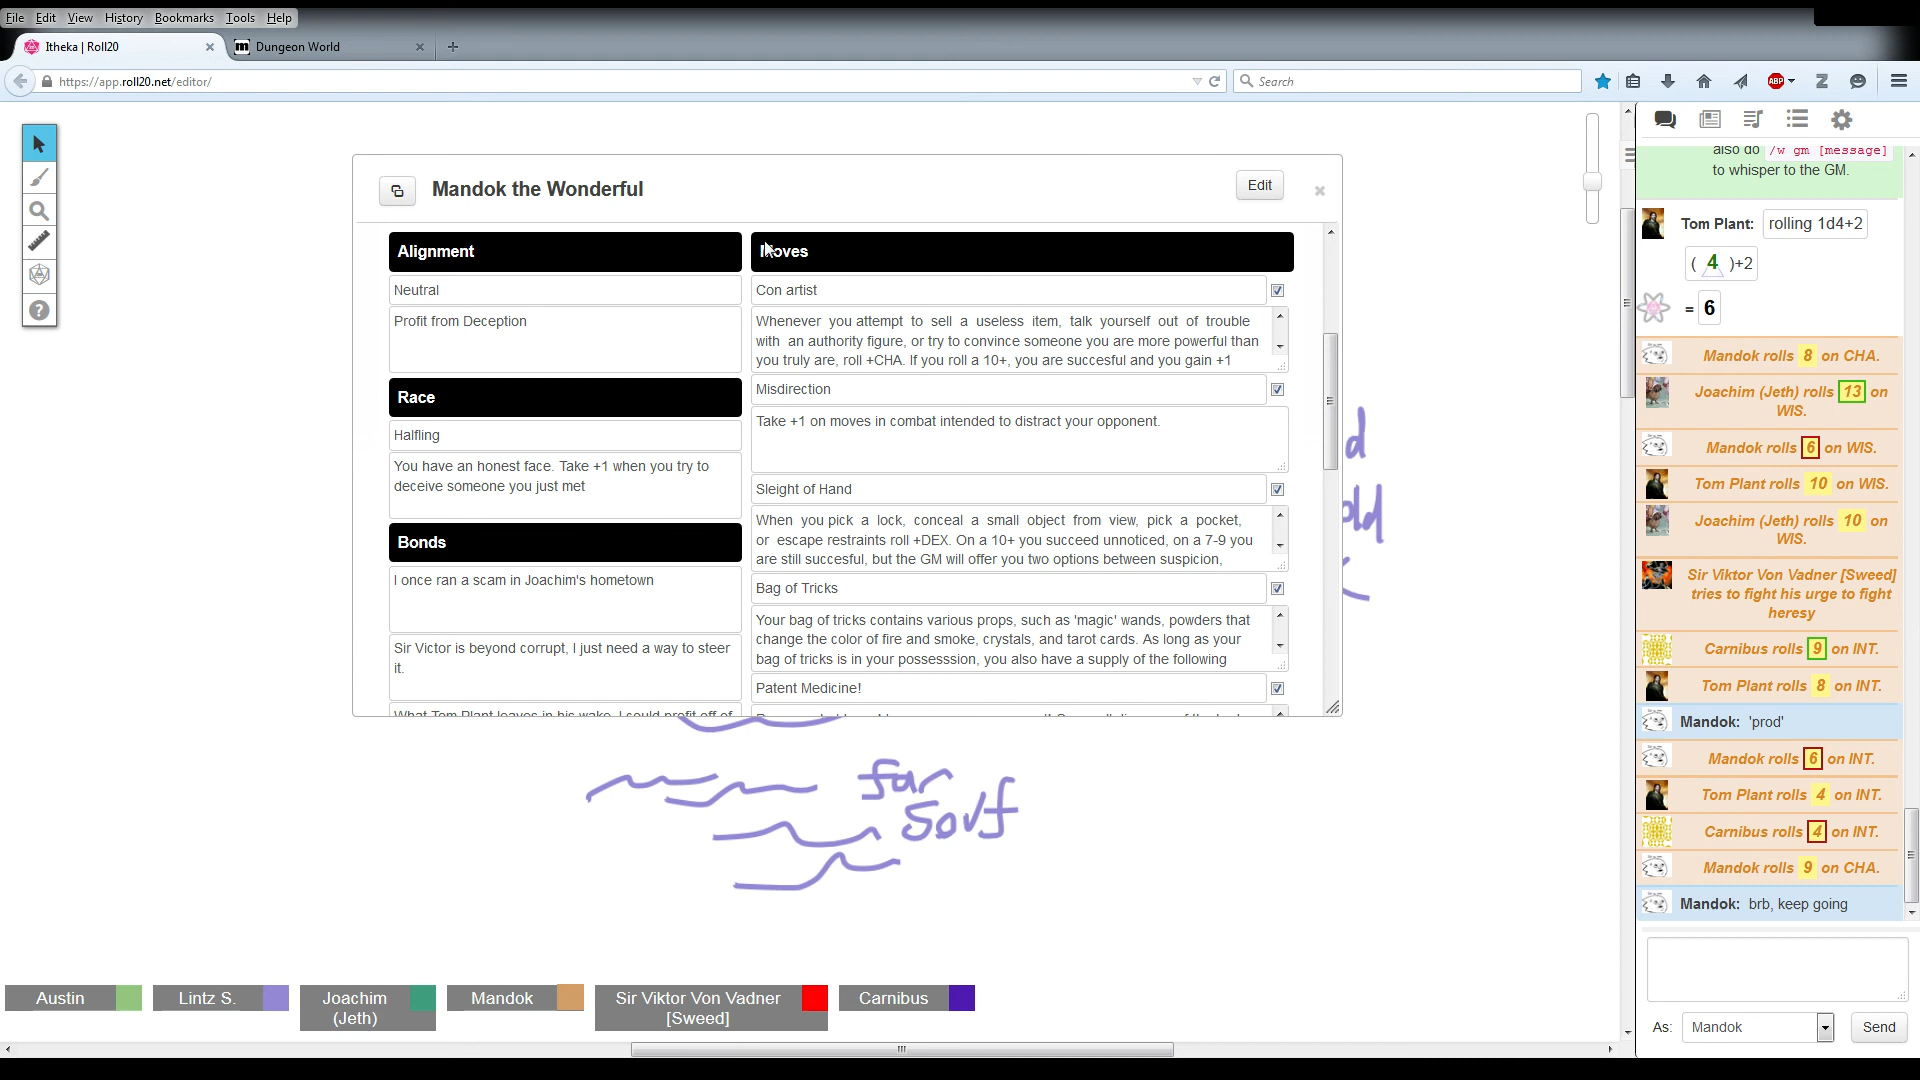 File Edit View History Bookmarks Tools Help
Itheka | Roll20
Dungeon World
https://app.roll20.net/editor/
Search
ABP
Mandok the Wonderful
Edit
Alignment
Neutral
Profit from Deception
Race
Halfling
You have an honest face. Take +1 when you try to
deceive someone you just met
Bonds
I once ran a scam in Joachim's hometown
Sir Victor is beyond corrupt, I just need a way to steer
it.
What Tom Plant leaves in his wake, I could profit off of
Moves
Con artist
Whenever you attempt to sell a useless item, talk yourself out of trouble
with an authority figure, or try to convince someone you are more powerful than
you truly are, roll +CHA. If you roll a 10+, you are succesful and you gain +1
Misdirection
Take +1 on moves in combat intended to distract your opponent.
Sleight of Hand
When you pick a lock, conceal a small object from view, pick a pocket,
or escape restraints roll +DEX. On a 10+ you succeed unnoticed, on a 7-9 you
are still succesful, but the GM will offer you two options between suspicion,
Bag of Tricks
Your bag of tricks contains various props, such as 'magic' wands, powders that
change the color of fire and smoke, crystals, and tarot cards. As long as your
bag of tricks is in your possesssion, you also have a supply of the following
Patent Medicine!
far
Austin
Lintz S.
Joachim
(Jeth)
Mandok
Sir Viktor Von Vadner
[Sweed]
Carnibus
also do /w gm [message]
to whisper to the GM.
Tom Plant: rolling 1d4+2
( 4 )+2
= 6
Mandok rolls 8 on CHA.
Joachim (Jeth) rolls 13 on
WIS.
Mandok rolls 6 on WIS.
Tom Plant rolls 10 on WIS.
Joachim (Jeth) rolls 10 on
WIS.
Sir Viktor Von Vadner [Sweed]
tries to fight his urge to fight
heresy
Carnibus rolls 9 on INT.
Tom Plant rolls 8 on INT.
Mandok: 'prod'
Mandok rolls 6 on INT.
Tom Plant rolls 4 on INT.
Carnibus rolls 4 on INT.
Mandok rolls 9 on CHA.
Mandok: brb, keep going
As: Mandok
Send